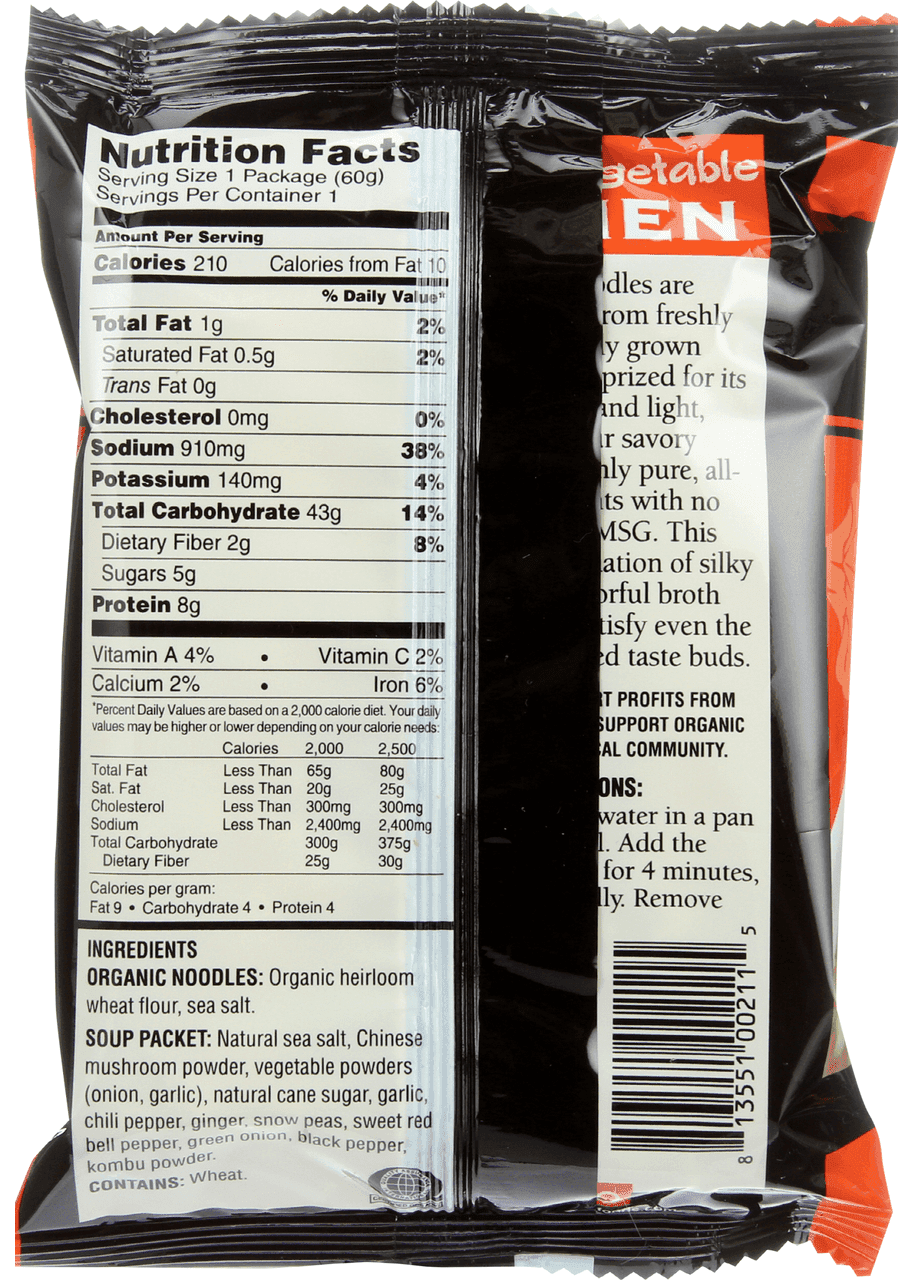 Nutrition Facts
Serving Size 1 Package (60g)
Servings Per Container 1
Amount Per Serving
Calories 210 Calories from Fat 10
% Daily Value*
Total Fat 1g 2%
Saturated Fat 0.5g 2%
Trans Fat 0g
Cholesterol 0mg 0%
Sodium 910mg 38%
Potassium 140mg 4%
Total Carbohydrate 43g 14%
Dietary Fiber 2g 8%
Sugars 5g
Protein 8g
Vitamin A 4% • Vitamin C 2%
Calcium 2% • Iron 6%
*Percent Daily Values are based on a 2,000 calorie diet. Your daily
values may be higher or lower depending on your calorie needs:
Calories 2,000 2,500
Total Fat Less Than 65g 80g
Sat. Fat Less Than 20g 25g
Cholesterol Less Than 300mg 300mg
Sodium Less Than 2,400mg 2,400mg
Total Carbohydrate 300g 375g
Dietary Fiber 25g 30g
Calories per gram:
Fat 9 • Carbohydrate 4 • Protein 4
INGREDIENTS
ORGANIC NOODLES: Organic heirloom
wheat flour, sea salt.
SOUP PACKET: Natural sea salt, Chinese
mushroom powder, vegetable powders
(onion, garlic), natural cane sugar, garlic,
chili pepper, ginger, snow peas, sweet red
bell pepper, green onion, black pepper,
kombu powder.
CONTAINS: Wheat.
getable
EN
odles are
rom freshly
ly grown
prized for its
and light,
r savory
ly pure, all-
ts with no
MSG. This
ation of silky
rful broth
tisfy even the
ed taste buds.
RT PROFITS FROM
SUPPORT ORGANIC
AL COMMUNITY.
ONS:
water in a pan
l. Add the
for 4 minutes,
lly. Remove
8 13551 00211 5